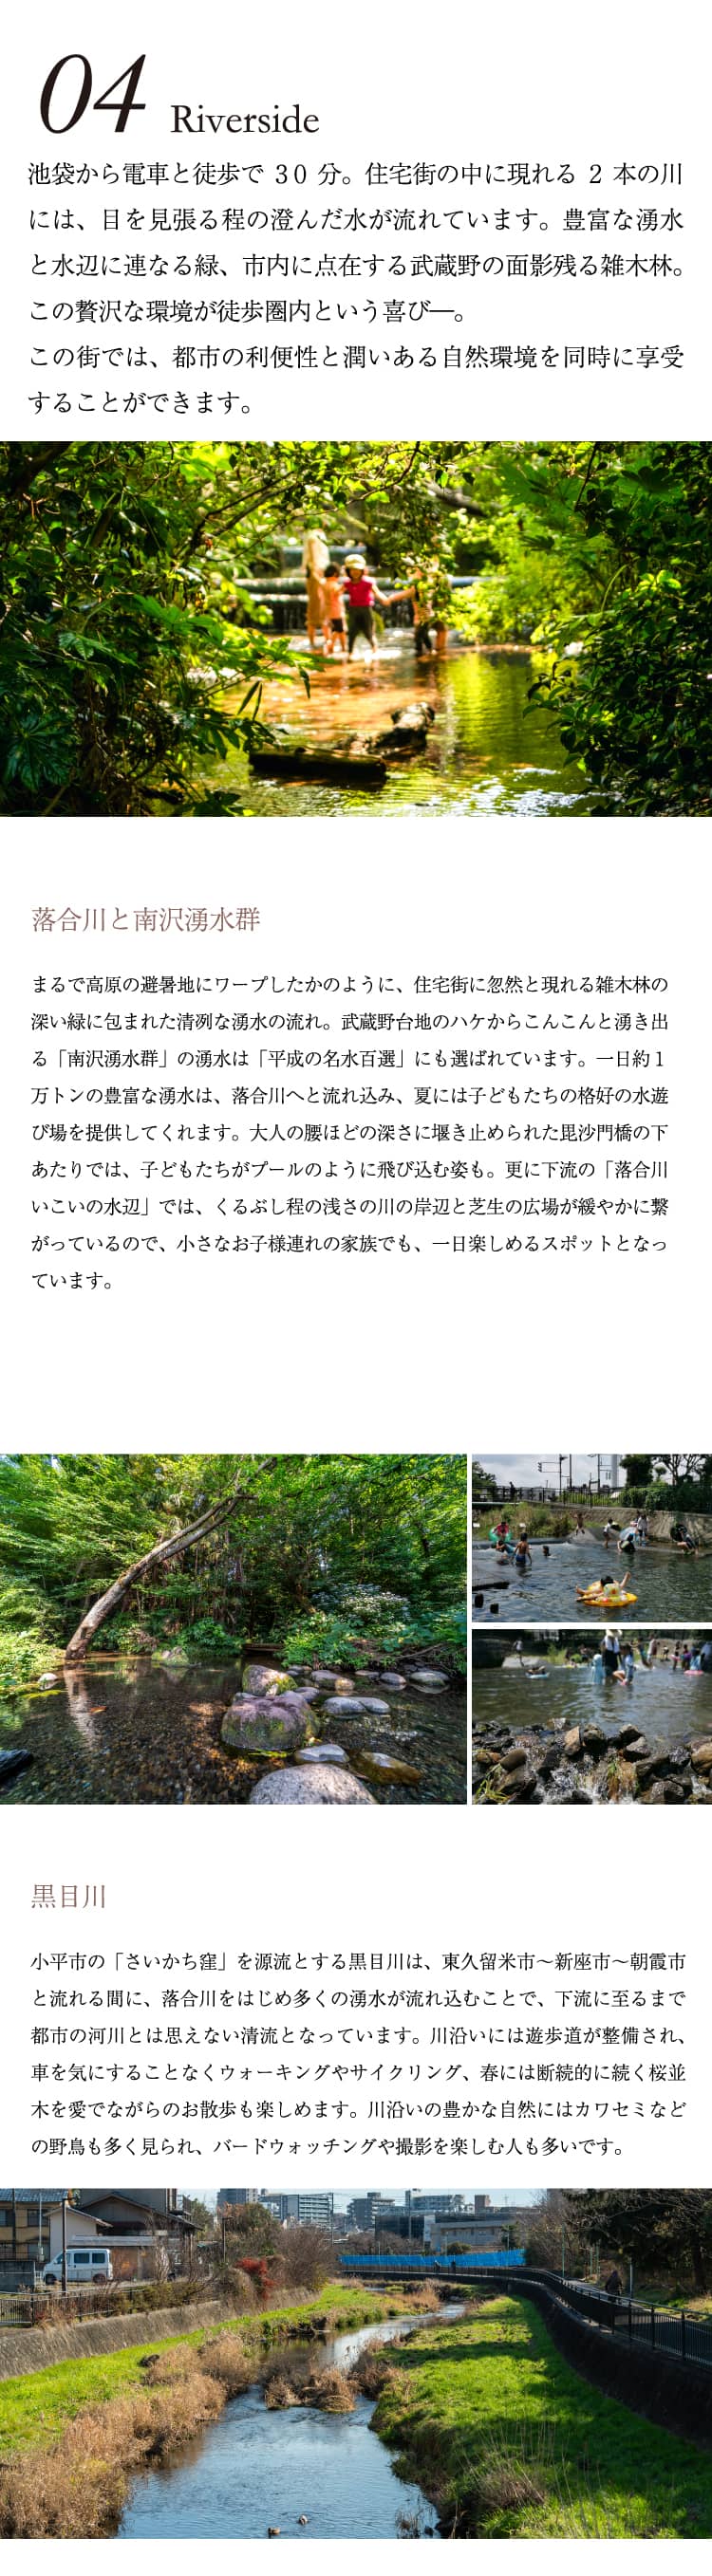 04 Riverside
池袋から電車と徒歩で 30 分。住宅街の中に現れる 2 本の川
には、目を見張る程の澄んだ水が流れています。豊富な湧水
と水辺に連なる緑、市内に点在する武蔵野の面影残る雑木林。
この贅沢な環境が徒歩圏内という喜び―。
この街では、都市の利便性と潤いある自然環境を同時に享受
することができます。
落合川と南沢湧水群
まるで高原の避暑地にワープしたかのように、住宅街に忽然と現れる雑木林の
深い緑に包まれた清冽な湧水の流れ。武蔵野台地のハケからこんこんと湧き出
る「南沢湧水群」の湧水は「平成の名水百選」にも選ばれています。一日約１
万トンの豊富な湧水は、落合川へと流れ込み、夏には子どもたちの格好の水遊
び場を提供してくれます。大人の腰ほどの深さに堰き止められた毘沙門橋の下
あたりでは、子どもたちがプールのように飛び込む姿も。更に下流の「落合川
いこいの水辺」では、くるぶし程の浅さの川の岸辺と芝生の広場が緩やかに繋
がっているので、小さなお子様連れの家族でも、一日楽しめるスポットとなっ
ています。
黒目川
小平市の「さいかち窪」を源流とする黒目川は、東久留米市～新座市～朝霞市
と流れる間に、落合川をはじめ多くの湧水が流れ込むことで、下流に至るまで
都市の河川とは思えない清流となっています。川沿いには遊歩道が整備され、
車を気にすることなくウォーキングやサイクリング、春には断続的に続く桜並
木を愛でながらのお散歩も楽しめます。川沿いの豊かな自然にはカワセミなど
の野鳥も多く見られ、バードウォッチングや撮影を楽しむ人も多いです。